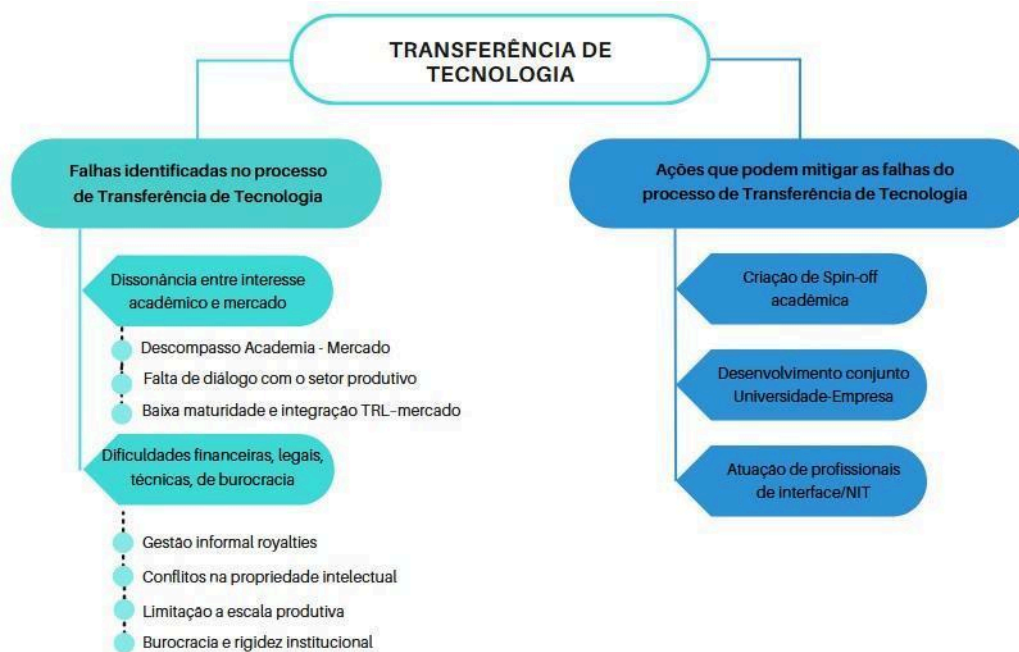 TRANSFERÊNCIA DE
TECNOLOGIA
Falhas identificadas no processo
de Transferência de Tecnologia
Dissonância entre interesse
acadêmico e mercado
Descompasso Academia - Mercado
Falta de diálogo com o setor produtivo
Baixa maturidade e integração TRL–mercado
Dificuldades financeiras, legais,
técnicas, de burocracia
Gestão informal royalties
Conflitos na propriedade intelectual
Limitação a escala produtiva
Burocracia e rigidez institucional
Ações que podem mitigar as falhas do
processo de Transferência de Tecnologia
Criação de Spin-off
acadêmica
Desenvolvimento conjunto
Universidade-Empresa
Atuação de profissionais
de interface/NIT